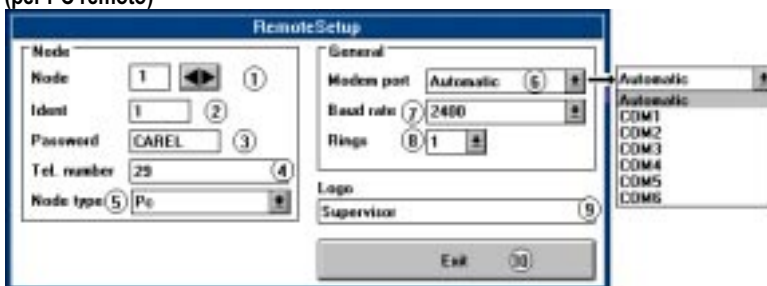 (per PC remoto)
RemoteSetup
Node
Node 1 ①
Ident 1 ②
Password CAREL ③
Tel. number 29 ④
Node type ⑤ Pc
General
Modem port Automatic ⑥
Baud rate ⑦ 2400
Rings ⑧ 1
Logo
Supervisor ⑨
Exit ⑩
Automatic
Automatic
COM1
COM2
COM3
COM4
COM5
COM6